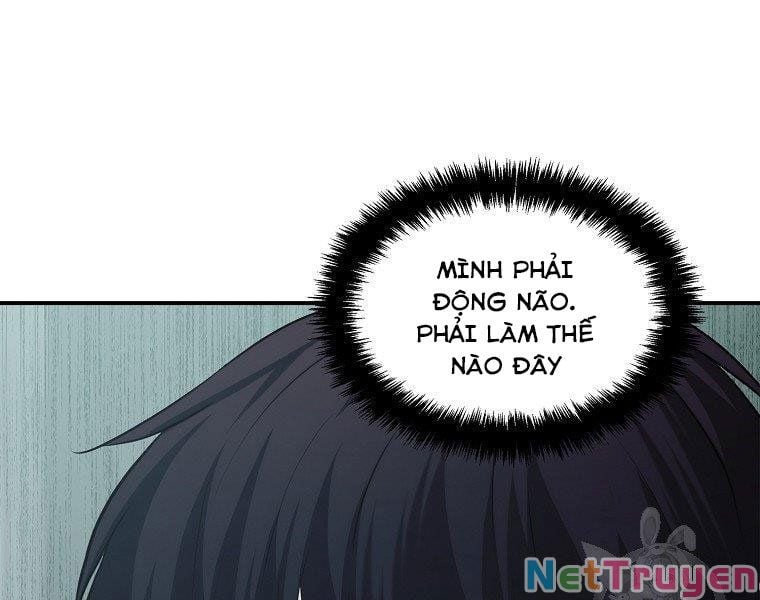 MÌNH PHẢI
ĐỘNG NÃO.
PHẢI LÀM THẾ
NÀO ĐÂY
NetTruyen